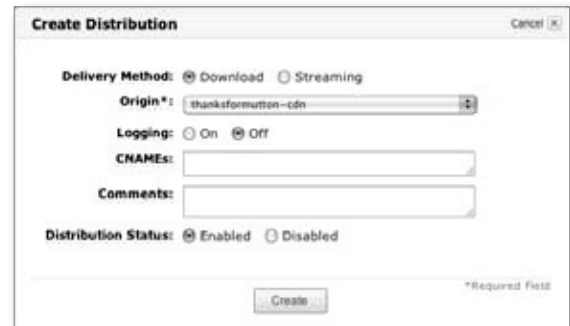 Create Distribution Cancel
Delivery Method: Download Streaming
Origin*: thanksformutton-cdn
Logging: On Off
CNAMEs:
Comments:
Distribution Status: Enabled Disabled
*Required Field
Create